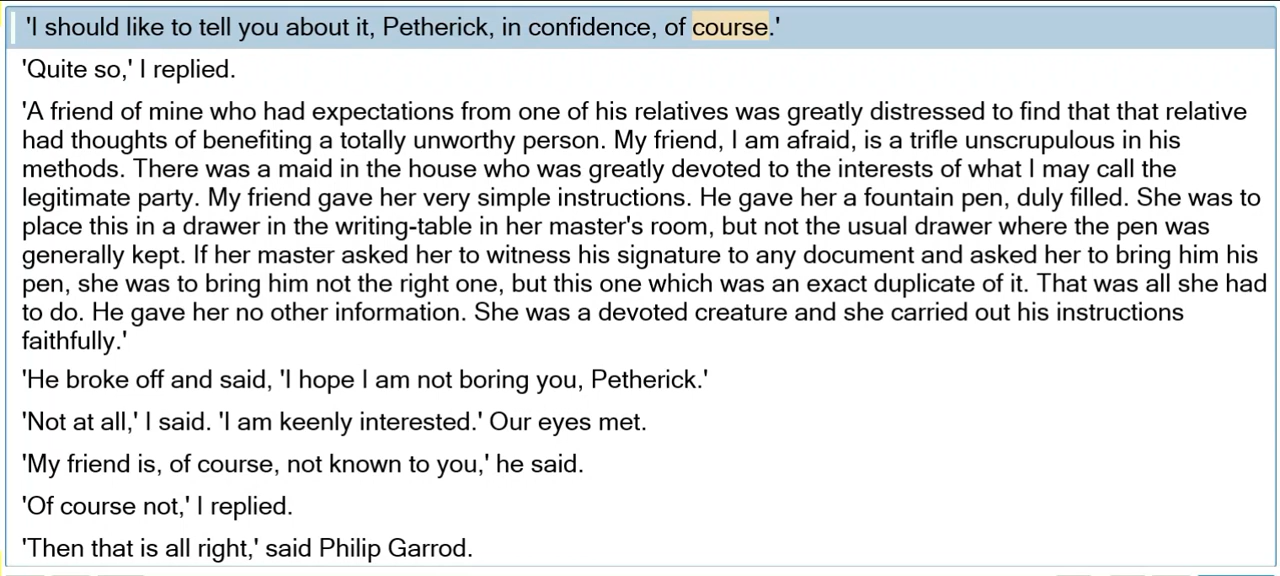 'I should like to tell you about it, Petherick, in confidence, of course.'
'Quite so,' I replied.
'A friend of mine who had expectations from one of his relatives was greatly distressed to find that that relative
had thoughts of benefiting a totally unworthy person. My friend, I am afraid, is a trifle unscrupulous in his
methods. There was a maid in the house who was greatly devoted to the interests of what I may call the
legitimate party. My friend gave her very simple instructions. He gave her a fountain pen, duly filled. She was to
place this in a drawer in the writing-table in her master's room, but not the usual drawer where the pen was
generally kept. If her master asked her to witness his signature to any document and asked her to bring him his
pen, she was to bring him not the right one, but this one which was an exact duplicate of it. That was all she had
to do. He gave her no other information. She was a devoted creature and she carried out his instructions
faithfully.'
'He broke off and said, 'I hope I am not boring you, Petherick.'
'Not at all,' I said. 'I am keenly interested.' Our eyes met.
'My friend is, of course, not known to you,' he said.
'Of course not,' I replied.
'Then that is all right,' said Philip Garrod.